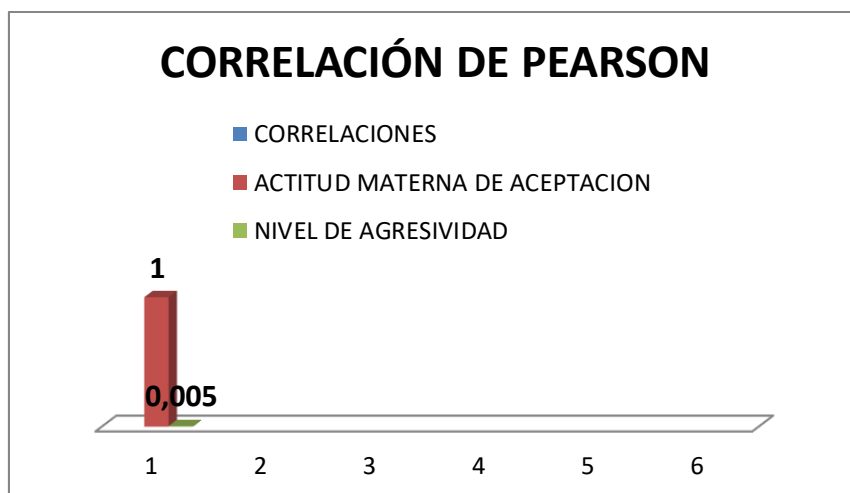 CORRELACIÓN DE PEARSON
CORRELACIONES
ACTITUD MATERNA DE ACEPTACION
NIVEL DE AGRESIVIDAD
1
0,005
1 2 3 4 5 6